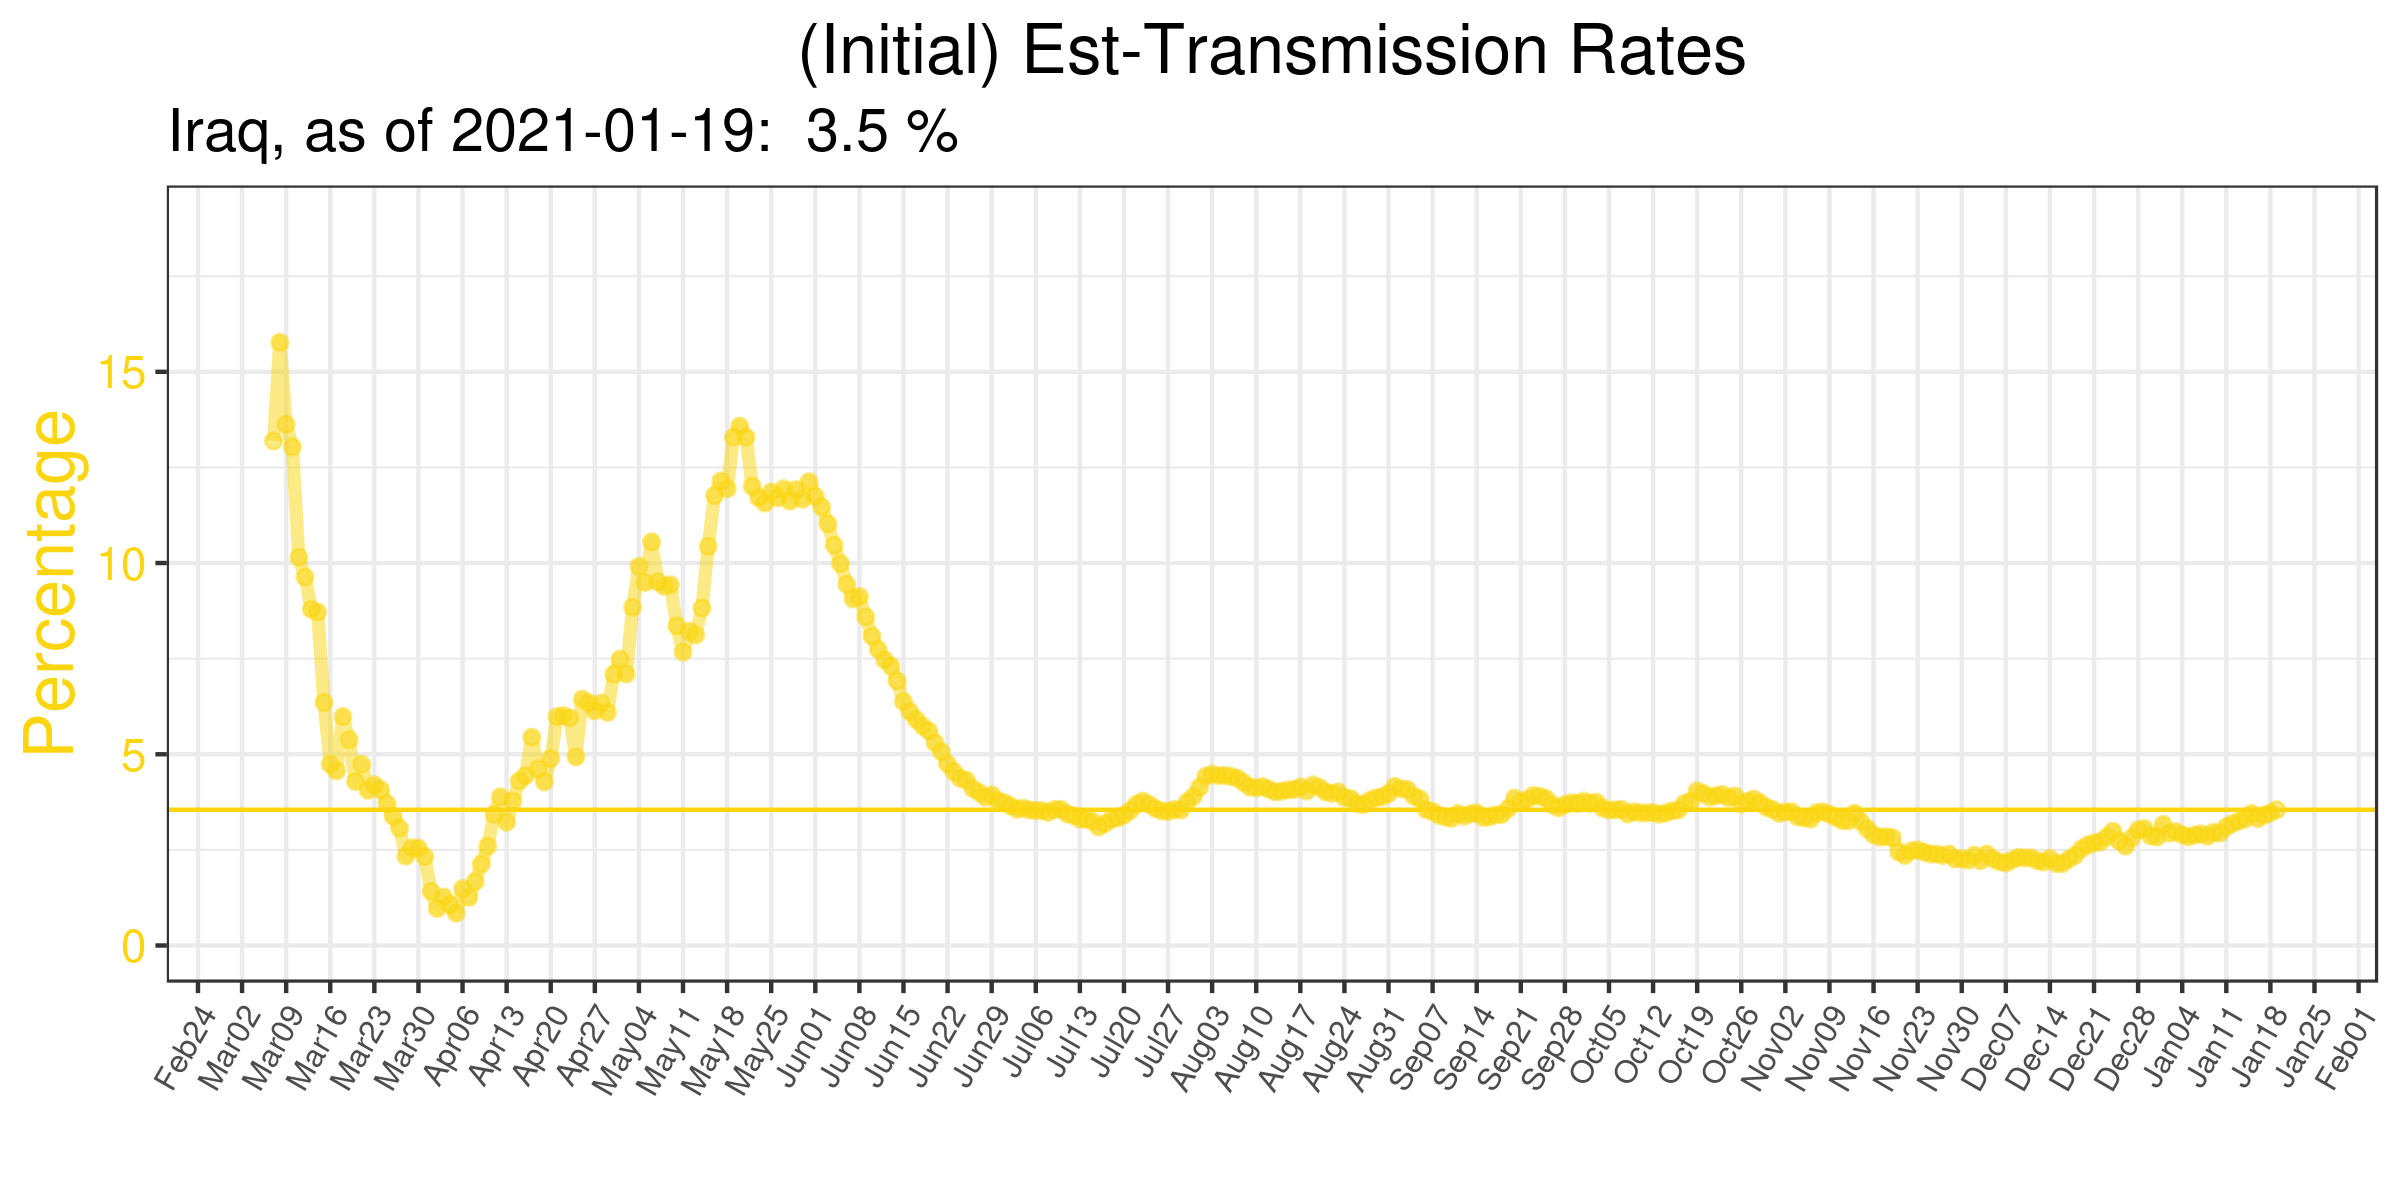 (Initial) Est-Transmission Rates
Iraq, as of 2021-01-19:  3.5 %
Percentage
15
10
5
0
Feb24
Mar02
Mar09
Mar16
Mar23
Mar30
Apr06
Apr13
Apr20
Apr27
May04
May11
May18
May25
Jun01
Jun08
Jun15
Jun22
Jun29
Jul06
Jul13
Jul20
Jul27
Aug03
Aug10
Aug17
Aug24
Aug31
Sep07
Sep14
Sep21
Sep28
Oct05
Oct12
Oct19
Oct26
Nov02
Nov09
Nov16
Nov23
Nov30
Dec07
Dec14
Dec21
Dec28
Jan04
Jan11
Jan18
Jan25
Feb01